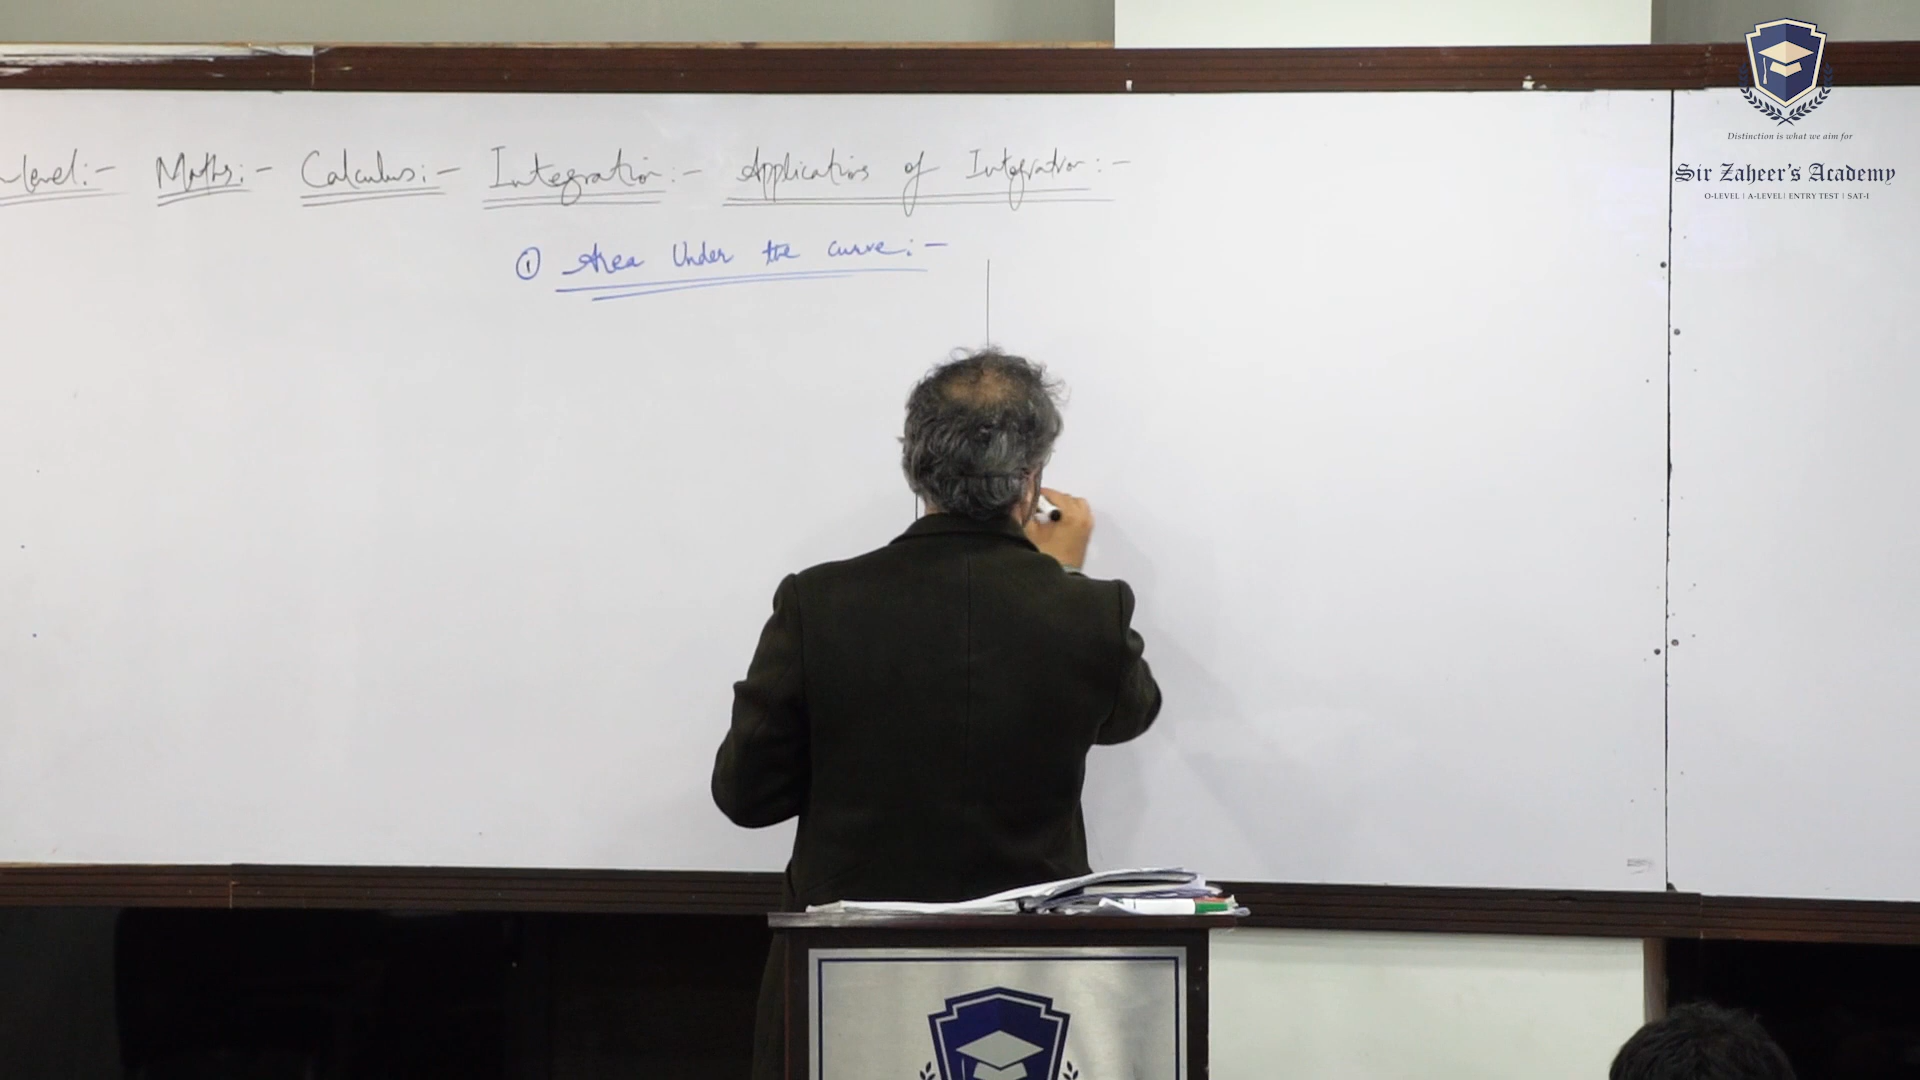 level:- Maths:- Calculus:- Integration:- Applications of Integration:-
① Area Under the curve:-
Distinction is what we aim for
Sir Zaheer's Academy
O-LEVEL | A-LEVEL | ENTRY TEST | SAT-I